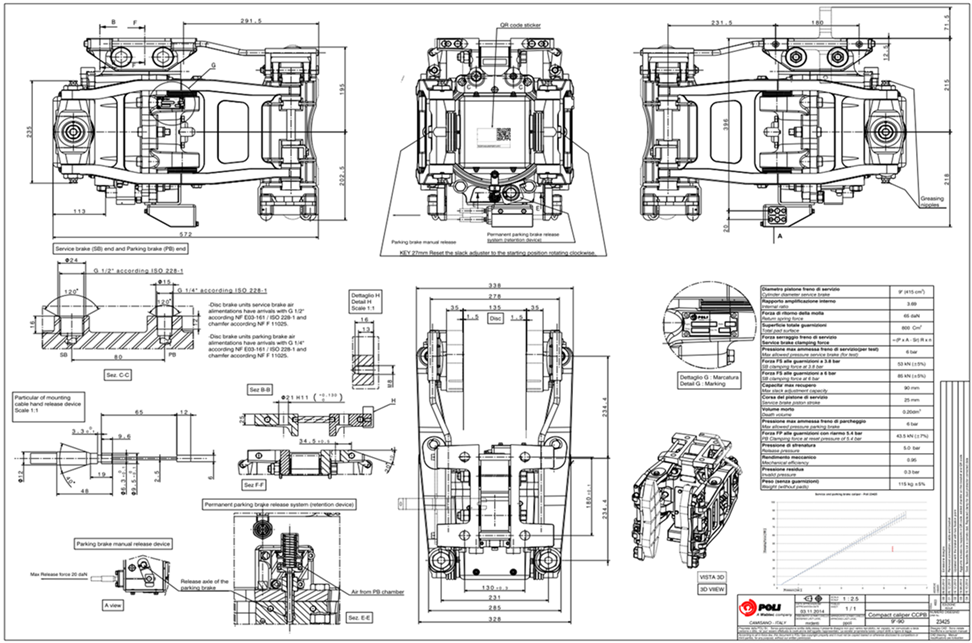 B F
291.5
QR code sticker
231.5
180
71.5
12.5
G
235
195
202.5
396
215
218
20
113
572
Greasing
nipples
A
Parking brake manual release
Permanent parking brake release
system (retention device)
KEY 27mm Reset the slack adjuster to the starting position rotating clockwise.
Service brake (SB) end and Parking brake (PB) end
Φ24
G 1/2" according ISO 228-1
Φ15
G 1/4" according ISO 228-1
120°
120°
16
SB
80
PB
Sez. C-C
-Disc brake units service brake air
alimentations have arrivals with G 1/2"
according NF E03-161 / ISO 228-1 and
chamfer according NF F 11025.
-Disc brake units parking brake air
alimentations have arrivals with G 1/4"
according NF E03-161 / ISO 228-1 and
chamfer according NF F 11025.
Dettaglio H
Detail H
Scale 1:1
16
13
338
278
35
135
35
1.5
Disc
1.5
234.4
234.4
180
130
231
285
328
Dettaglio G : Marcatura
Detail G : Marking
Particular of mounting
cable hand release device
Scale 1:1
65
12
3.3
9.6
19
48
Φ12
6
Sez B-B
Φ21 H11
H
34.5
Sez F-F
Permanent parking brake release system (retention device)
Parking brake manual release device
Max Release force 20 daN
A view
Release axle of the
parking brake
Air from PB chamber
Sez. E-E
VISTA 3D
3D VIEW
Diametro pistone freno di servizio
Cylinder diameter service brake
9" (410 cm²)
Rapporto amplificazione interno
Internal ratio
3.69
Forza di ritorno della molla
Return spring force
65 daN
Superficie totale guarnizioni
Total pad surface
800 Cm²
Forza serraggio freno di servizio
Service brake clamping force
Pressione max ammessa freno di servizio(per test)
Max allowed pressure service brake (for test)
8 bar
Forza FS alle guarnizioni a 3.8 bar
SB clamping force at 3.8 bar
53 kN (±5%)
Forza FS alle guarnizioni a 6 bar
SB clamping force at 6 bar
85 kN (±5%)
Capacita max recupero
Max slack adjustment capacity
90 mm
Corsa del pistone di servizio
Service brake piston stroke
25 mm
Volume morto
Death volume
0.20dm³
Pressione max ammessa freno di parcheggio
Max allowed pressure parking brake
8 bar
Forza FP alle guarnizioni con riarmo 5.4 bar
PB Clamping force at reset pressure of 5.4 bar
43.5 kN (±7%)
Pressione di sfrenatura
Release pressure
5.0 bar
Rendimento meccanico
Mechanical efficiency
0.95
Pressione residua
Invalid pressure
0.3 bar
Peso (senza guarnizioni)
Weight (without pads)
115 kg ±5%
POLI
CAMISANO - ITALY
03.11.2014
1 : 2.5
1 / 1
Compact caliper CCPB
9"-90
23425